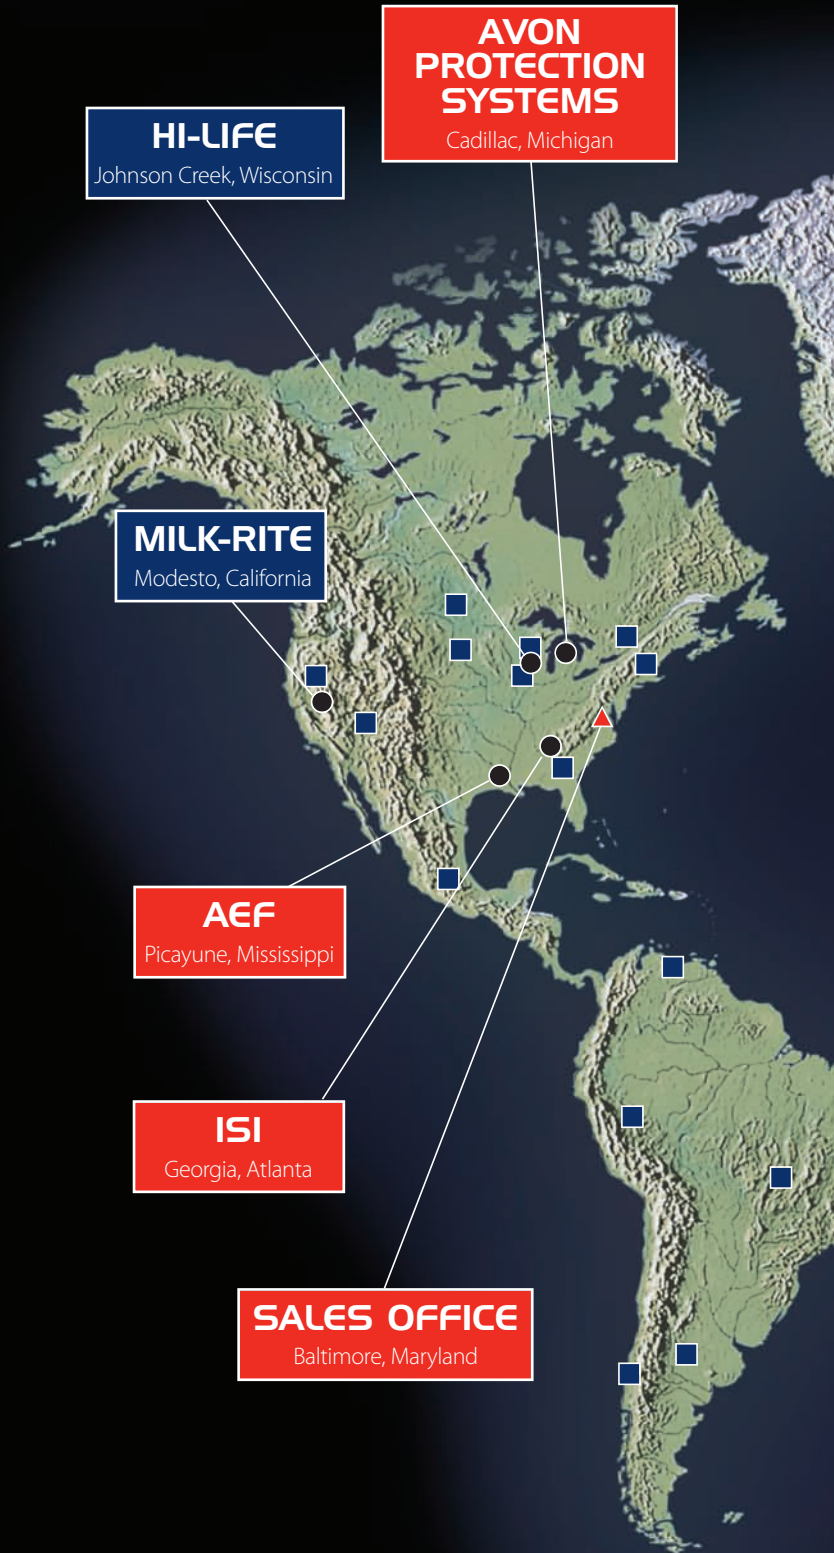 AVON
PROTECTION
SYSTEMS
Cadillac, Michigan
HI-LIFE
Johnson Creek, Wisconsin
MILK-RITE
Modesto, California
AEF
Picayune, Mississippi
ISI
Georgia, Atlanta
SALES OFFICE
Baltimore, Maryland